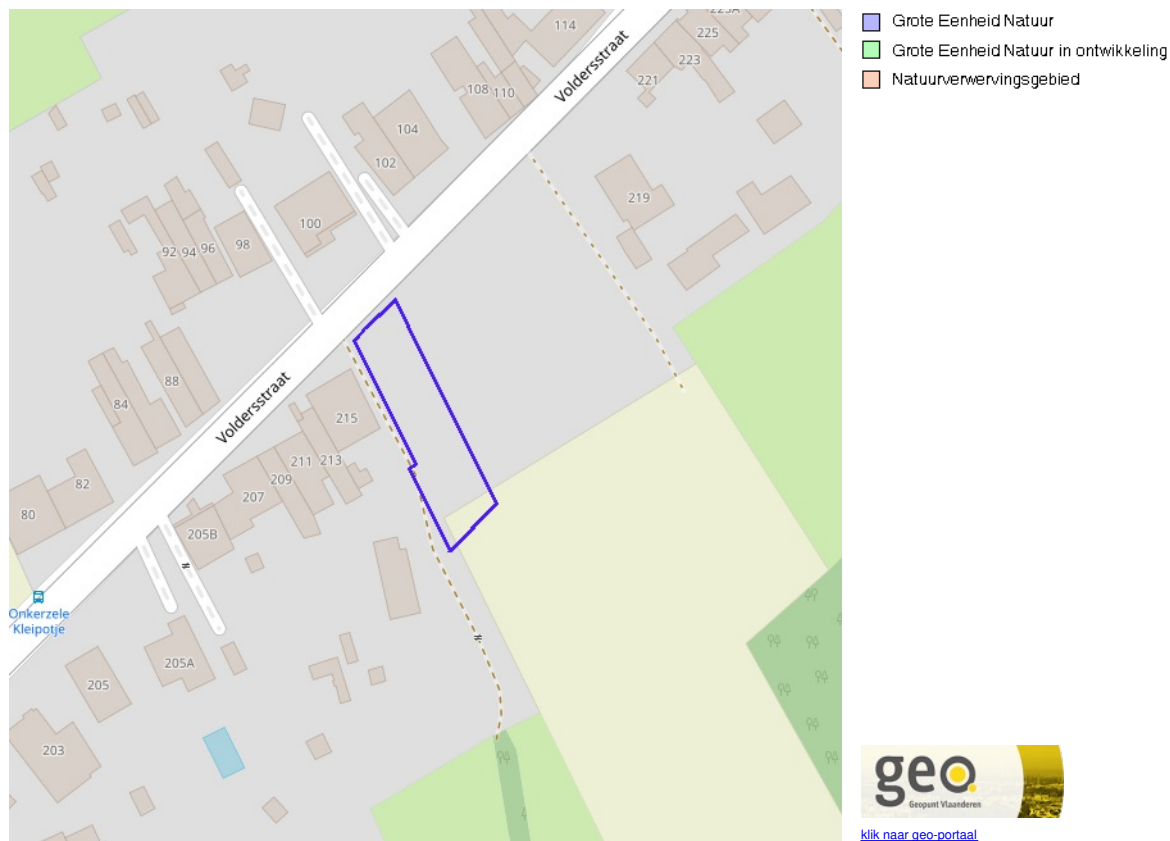 114
223A
225
223
221
108
110
Voldersstraat
104
102
219
100
92
94
96
98
88
84
215
Voldersstraat
211
213
209
207
82
80
205B
Onkerzele
Kleipotje
205A
205
203
Grote Eenheid Natuur
Grote Eenheid Natuur in ontwikkeling
Natuurverwervingsgebied
geo
Geopunt Vlaanderen
klik naar geo-portaal